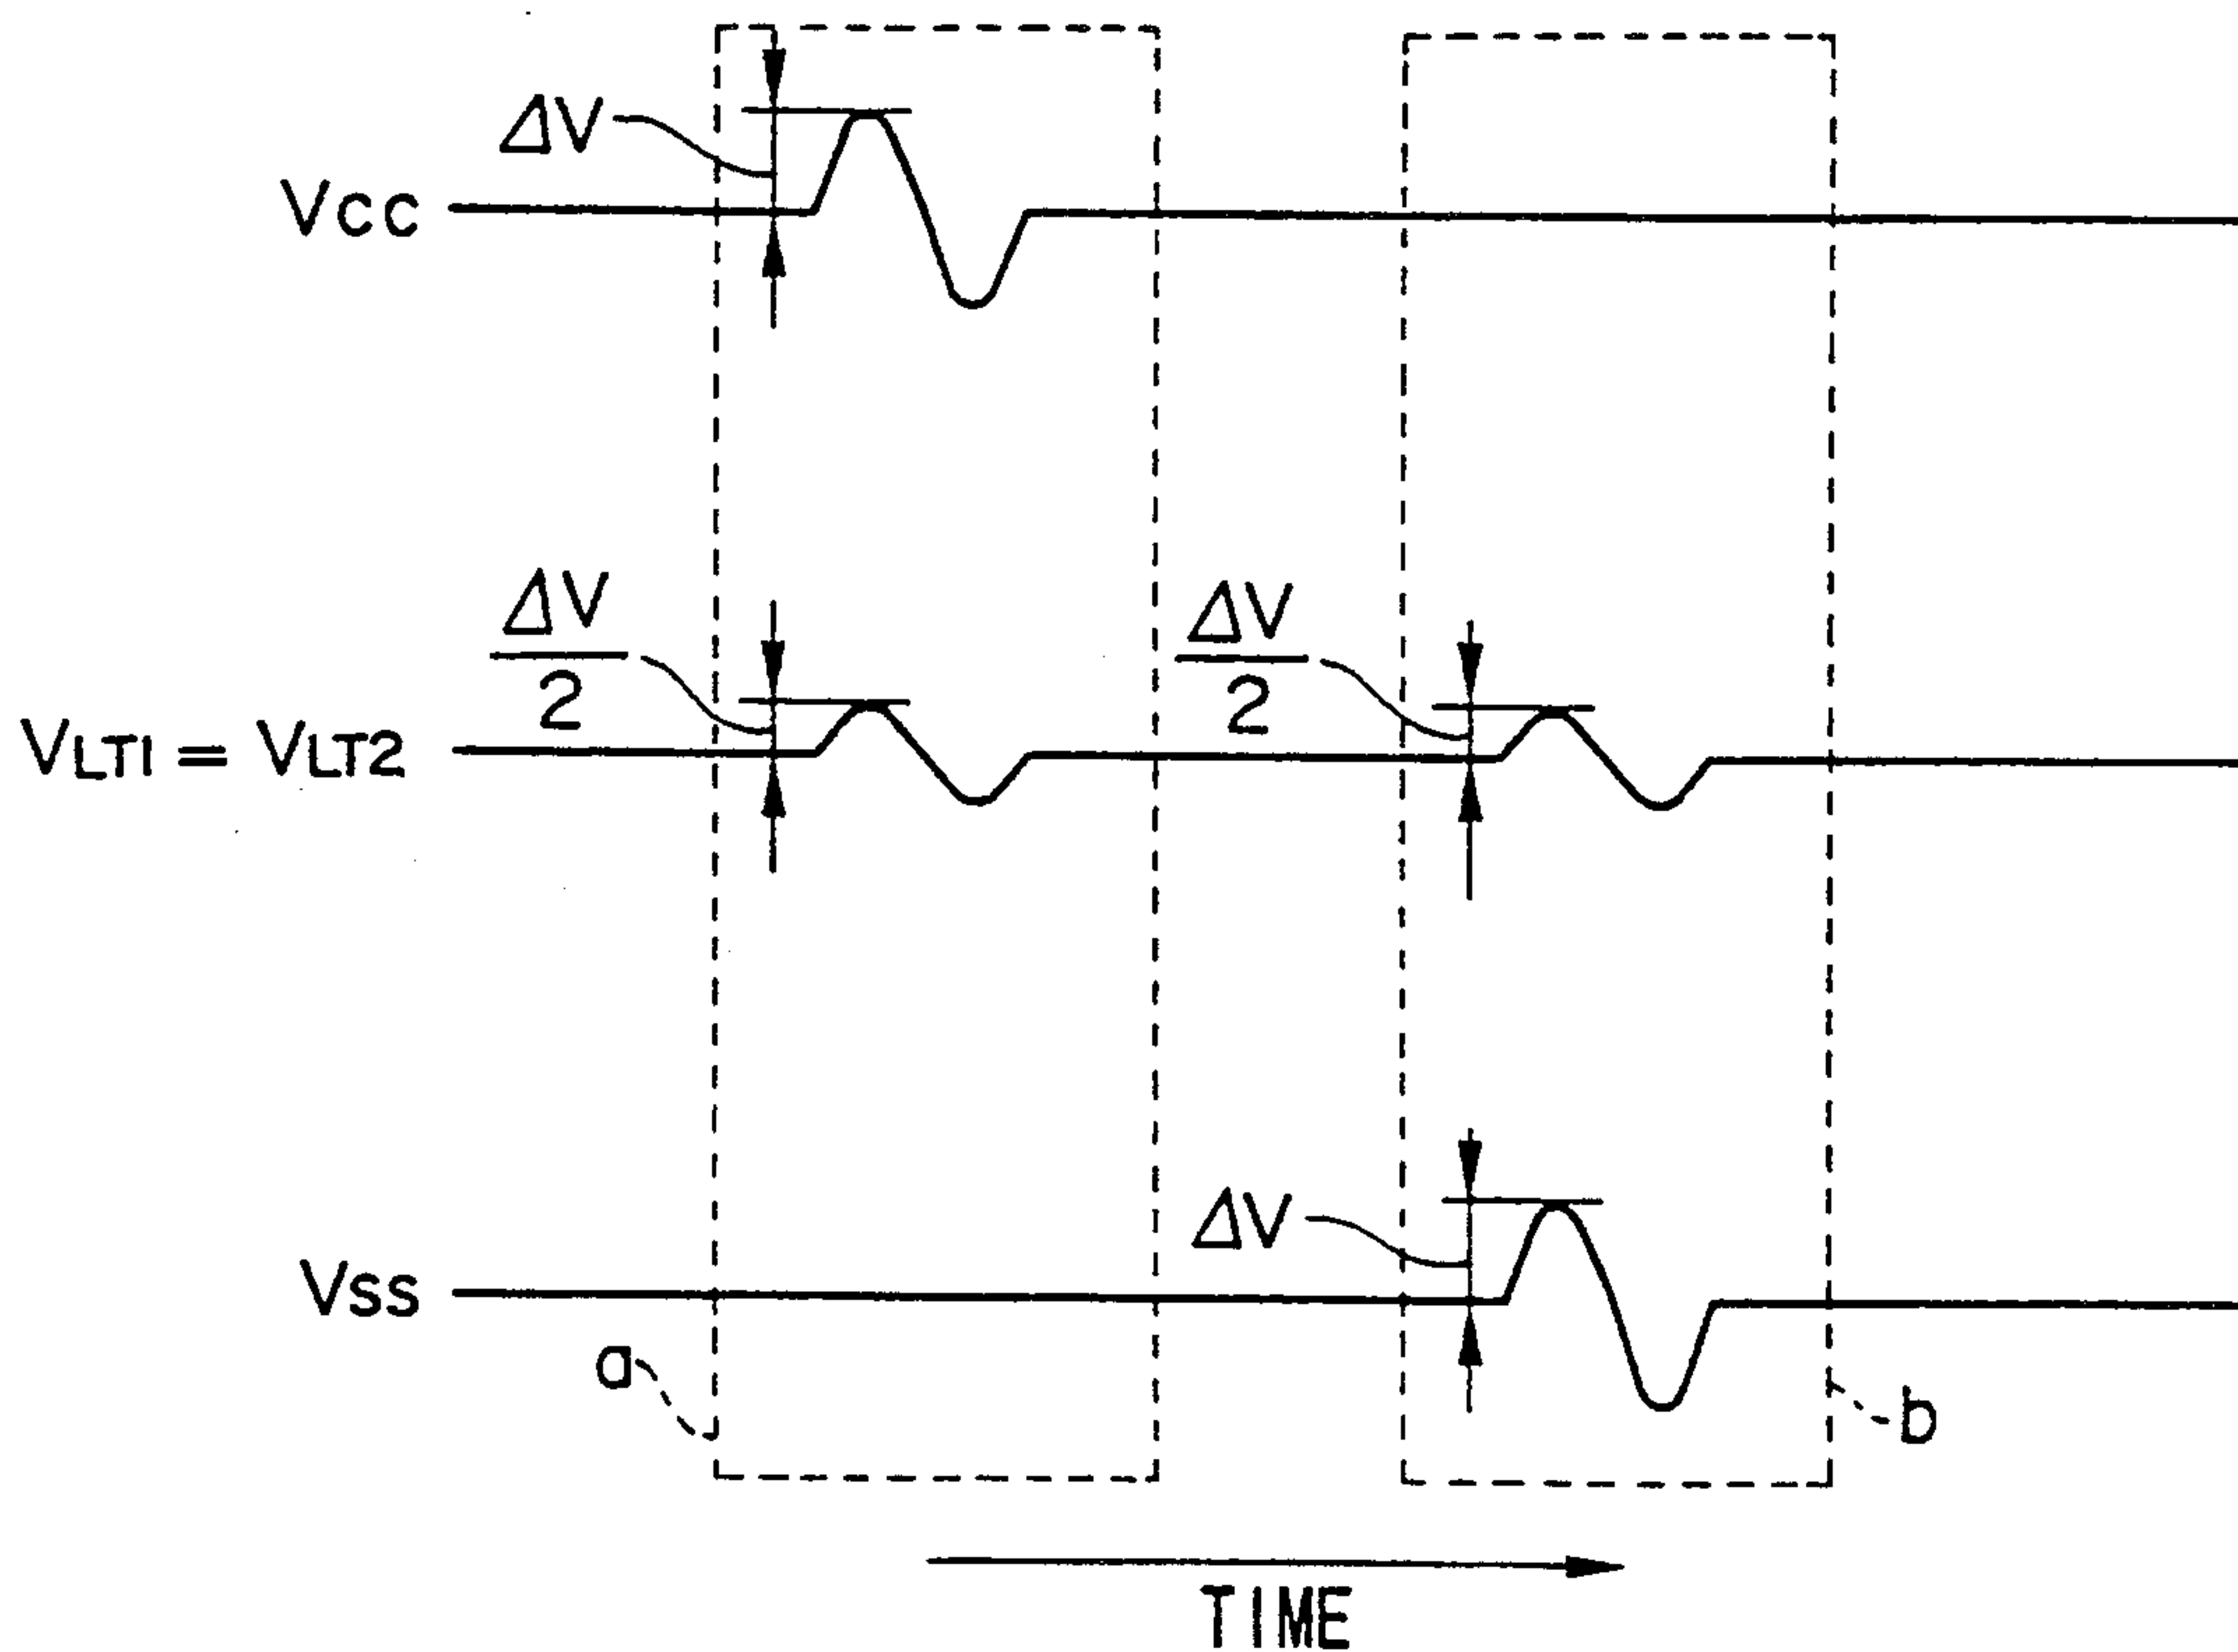 ΔV
Vcc
ΔV
2
ΔV
2
VLT1 = VLT2
ΔV
Vss
a
b
TIME